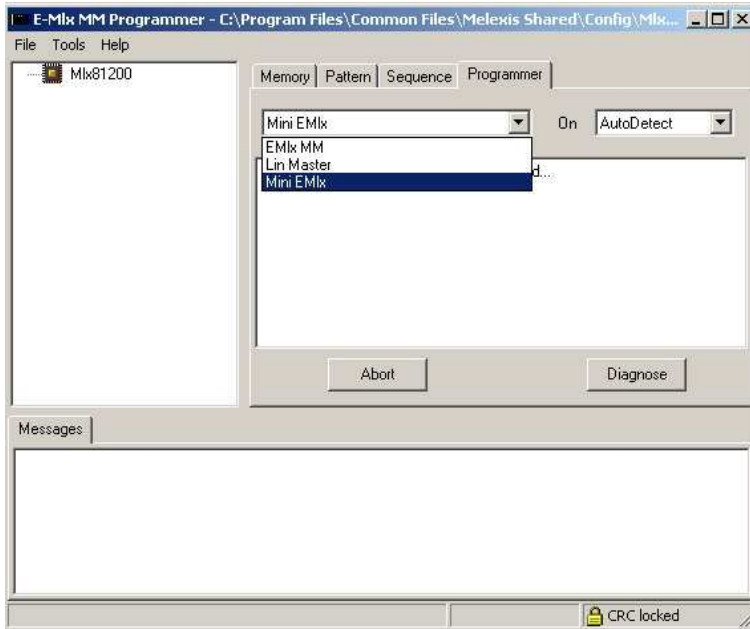 E-Mlx MM Programmer - C:\Program Files\Common Files\Melexis Shared\Config\Mlx...
File Tools Help
Mlx81200
Memory Pattern Sequence Programmer
Mini EMlx On AutoDetect
EMlx MM
Lin Master
Mini EMlx
d...
Abort Diagnose
Messages
CRC locked